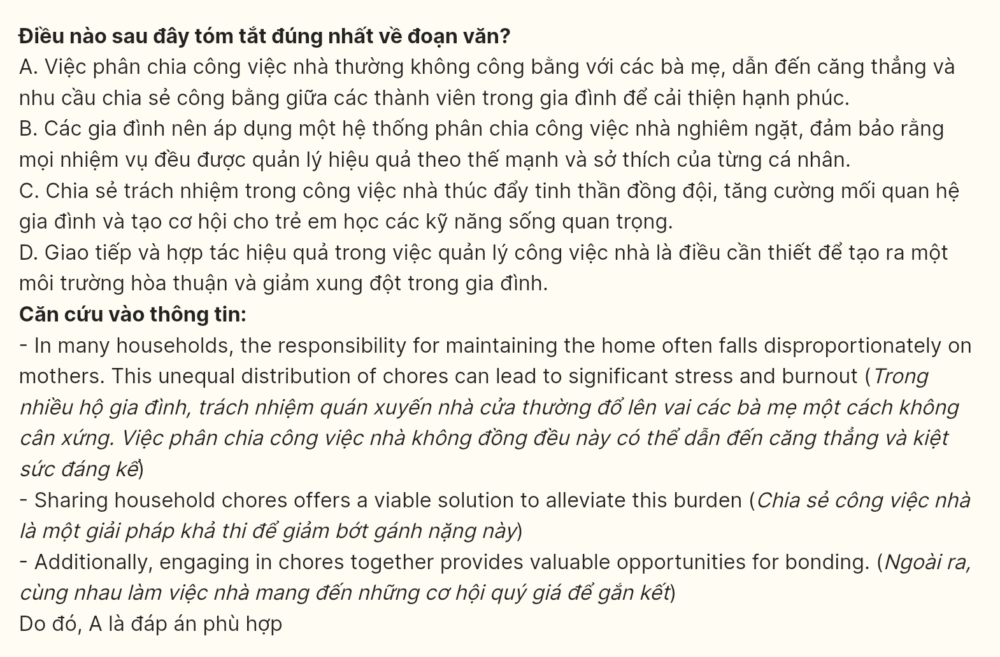 Điều nào sau đây tóm tắt đúng nhất về đoạn văn?
A. Việc phân chia công việc nhà thường không công bằng với các bà mẹ, dẫn đến căng thẳng và
nhu cầu chia sẻ công bằng giữa các thành viên trong gia đình để cải thiện hạnh phúc.
B. Các gia đình nên áp dụng một hệ thống phân chia công việc nhà nghiêm ngặt, đảm bảo rằng
mọi nhiệm vụ đều được quản lý hiệu quả theo thế mạnh và sở thích của từng cá nhân.
C. Chia sẻ trách nhiệm trong công việc nhà thúc đẩy tinh thần đồng đội, tăng cường mối quan hệ
gia đình và tạo cơ hội cho trẻ em học các kỹ năng sống quan trọng.
D. Giao tiếp và hợp tác hiệu quả trong việc quản lý công việc nhà là điều cần thiết để tạo ra một
môi trường hòa thuận và giảm xung đột trong gia đình.
Căn cứu vào thông tin:
- In many households, the responsibility for maintaining the home often falls disproportionately on
mothers. This unequal distribution of chores can lead to significant stress and burnout (Trong
nhiều hộ gia đình, trách nhiệm quán xuyến nhà cửa thường đổ lên vai các bà mẹ một cách không
cân xứng. Việc phân chia công việc nhà không đồng đều này có thể dẫn đến căng thẳng và kiệt
sức đáng kể)
- Sharing household chores offers a viable solution to alleviate this burden (Chia sẻ công việc nhà
là một giải pháp khả thi để giảm bớt gánh nặng này)
- Additionally, engaging in chores together provides valuable opportunities for bonding. (Ngoài ra,
cùng nhau làm việc nhà mang đến những cơ hội quý giá để gắn kết)
Do đó, A là đáp án phù hợp